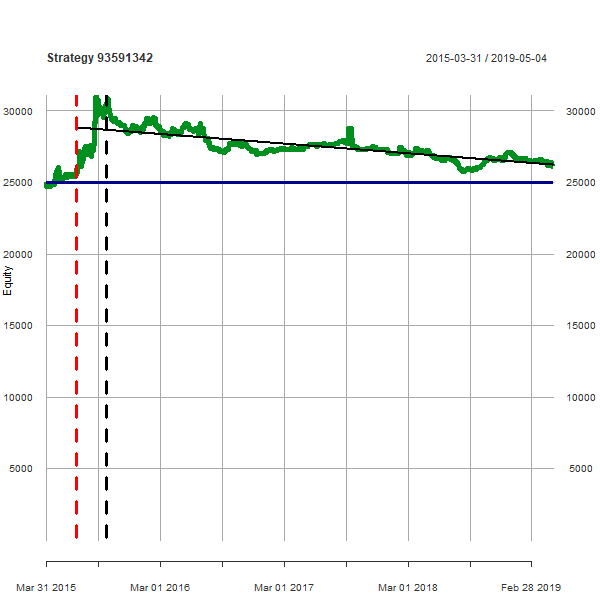 Strategy 93591342 2015-03-31 / 2019-05-04
30000 30000
25000 25000
20000 20000
Equity
15000 15000
10000 10000
5000 5000
Mar 31 2015 Mar 01 2016 Mar 01 2017 Mar 01 2018 Feb 28 2019